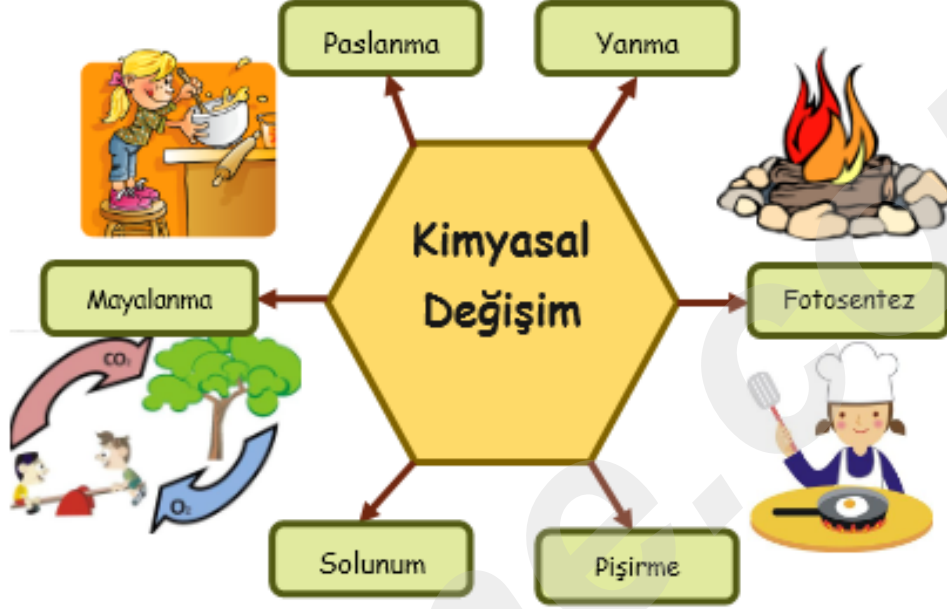 Paslanma
Yanma
Kimyasal
Değişim
Mayalanma
Fotosentez
CO₂
O₂
Solunum
Pişirme